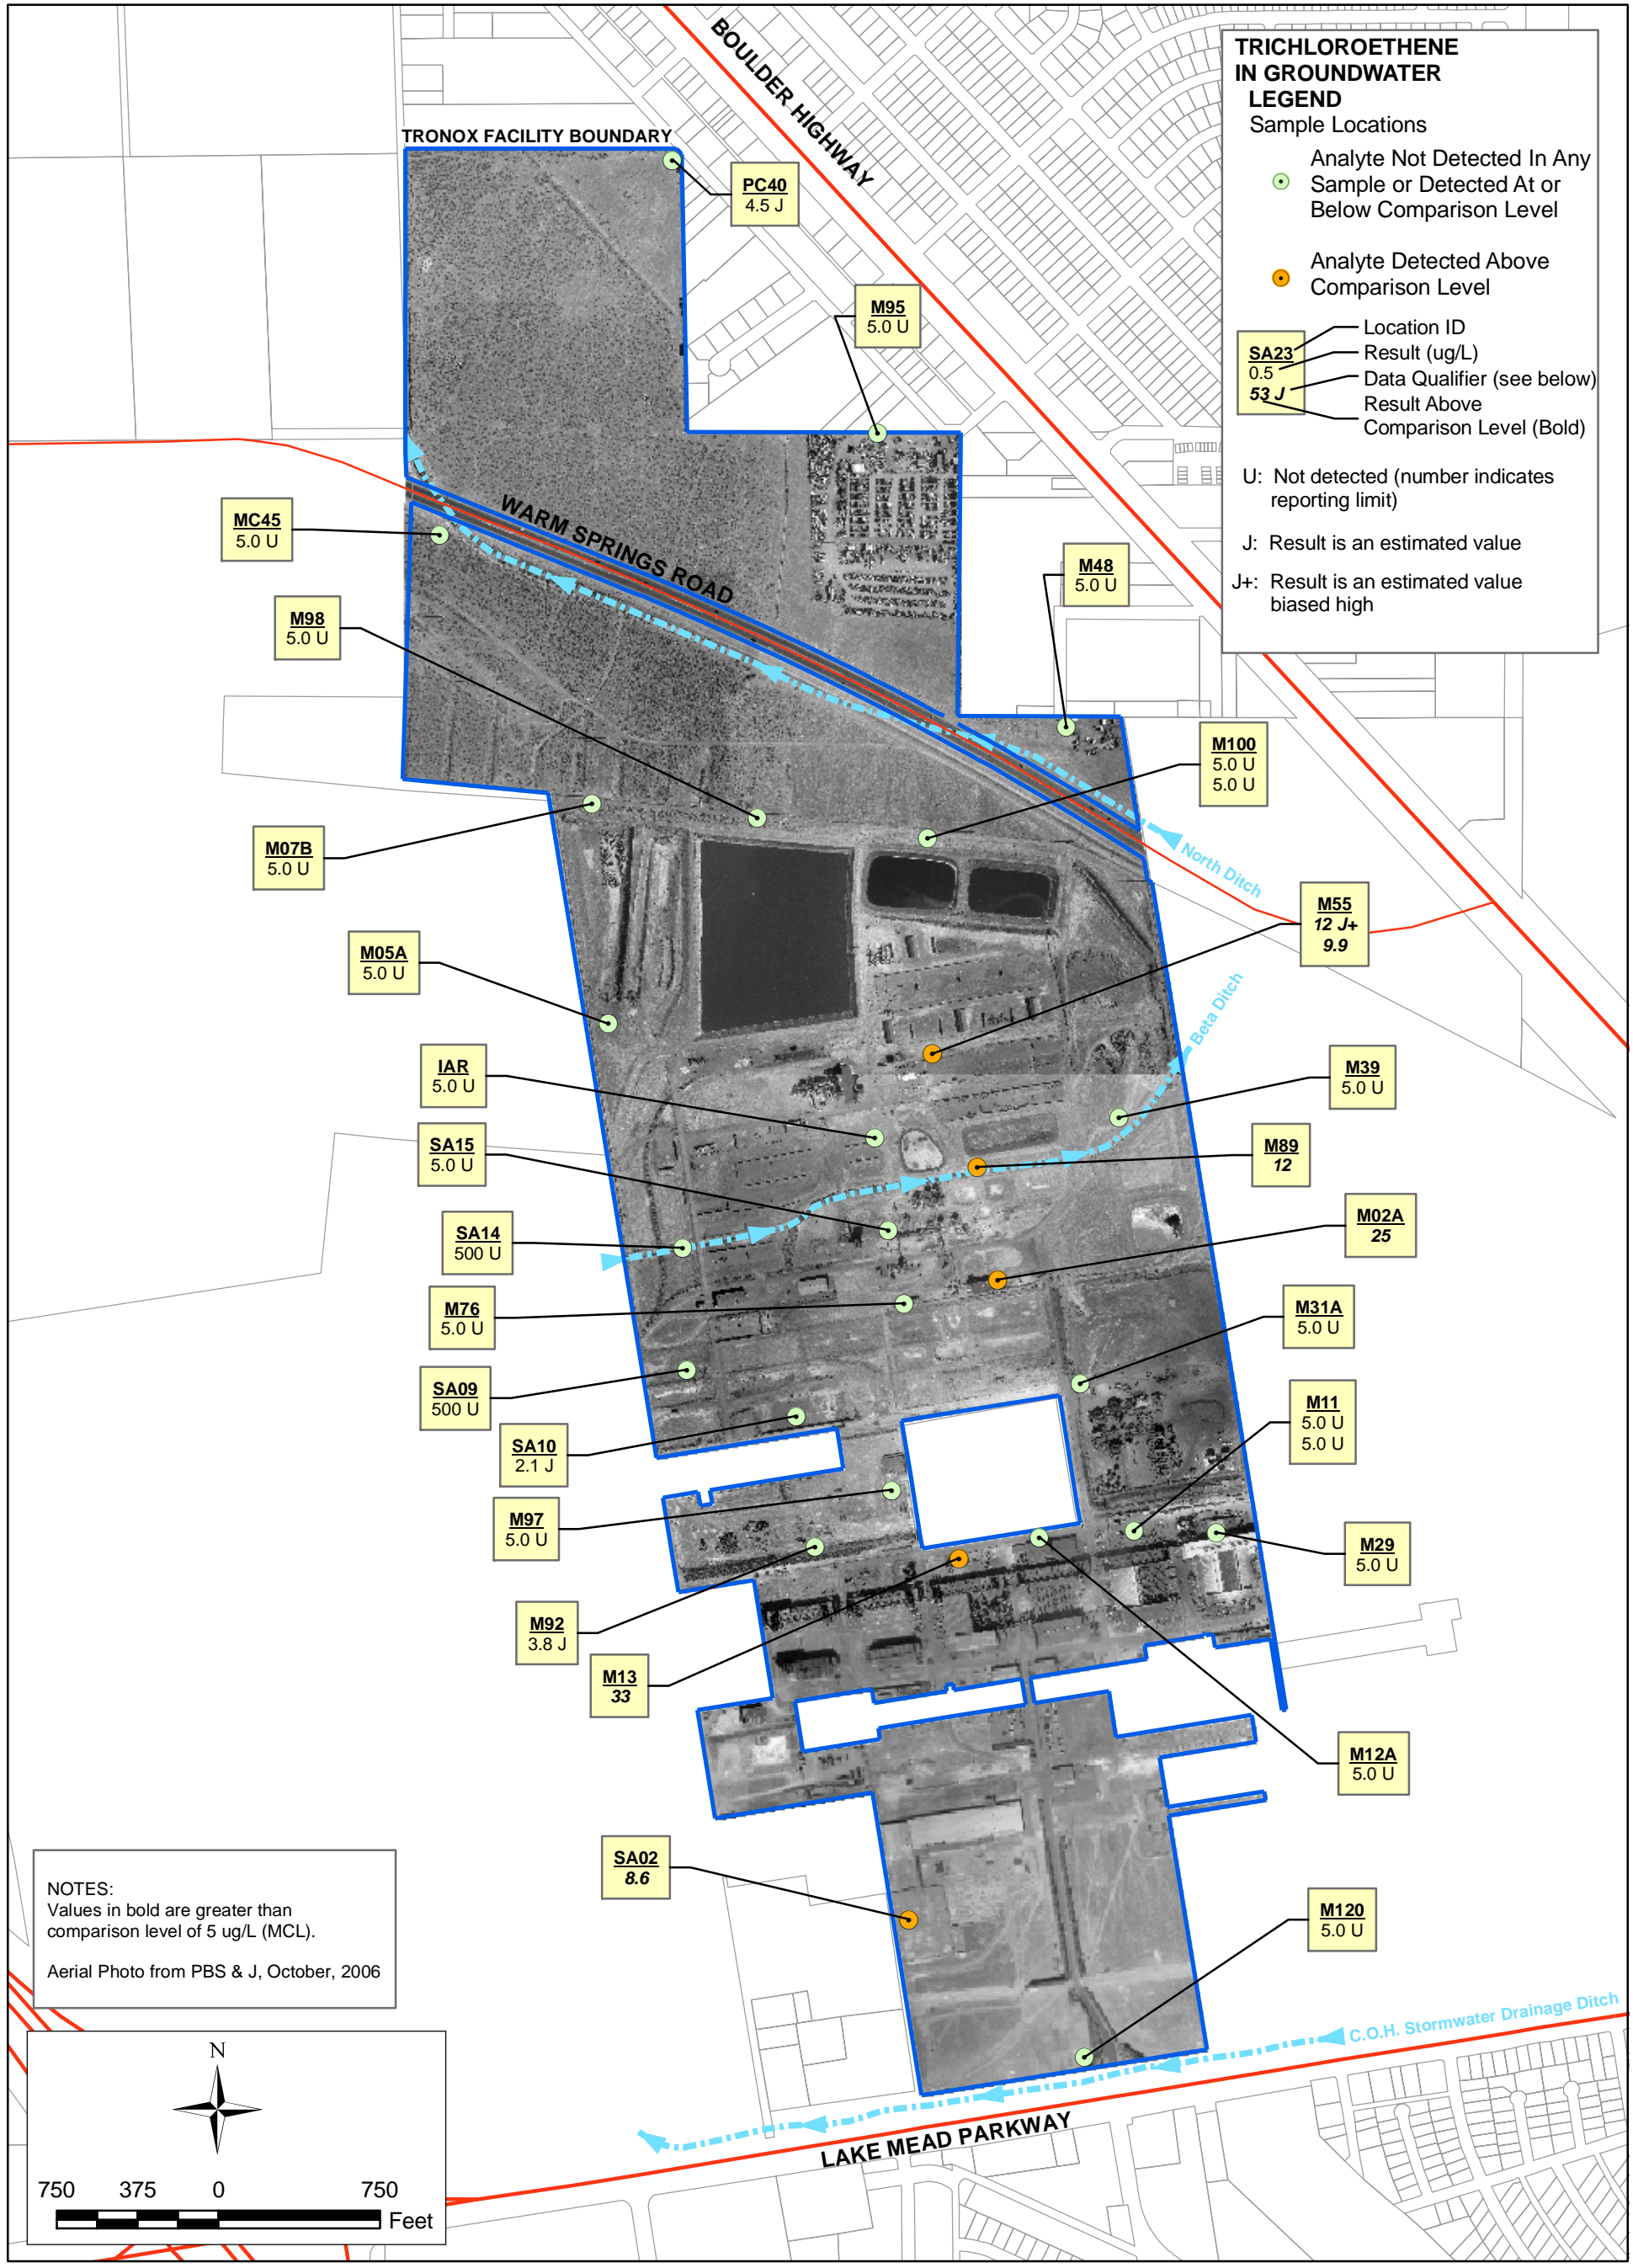 TRICHLOROETHENE
IN GROUNDWATER
LEGEND
Sample Locations
Analyte Not Detected In Any
Sample or Detected At or
Below Comparison Level
Analyte Detected Above
Comparison Level
SA23
0.5
53 J
Location ID
Result (ug/L)
Data Qualifier (see below)
Result Above
Comparison Level (Bold)
U: Not detected (number indicates
reporting limit)
J: Result is an estimated value
J+: Result is an estimated value
biased high
BOULDER HIGHWAY
TRONOX FACILITY BOUNDARY
PC40
4.5 J
M95
5.0 U
MC45
5.0 U
WARM SPRINGS ROAD
M48
5.0 U
M98
5.0 U
M100
5.0 U
5.0 U
M07B
5.0 U
North Ditch
M55
12 J+
9.9
M05A
5.0 U
Beta Ditch
IAR
5.0 U
M39
5.0 U
SA15
5.0 U
M89
12
SA14
500 U
M02A
25
M76
5.0 U
M31A
5.0 U
SA09
500 U
M11
5.0 U
5.0 U
SA10
2.1 J
M97
5.0 U
M29
5.0 U
M92
3.8 J
M13
33
M12A
5.0 U
SA02
8.6
M120
5.0 U
NOTES:
Values in bold are greater than
comparison level of 5 ug/L (MCL).
Aerial Photo from PBS & J, October, 2006
C.O.H. Stormwater Drainage Ditch
LAKE MEAD PARKWAY
N
750 375 0 750
Feet